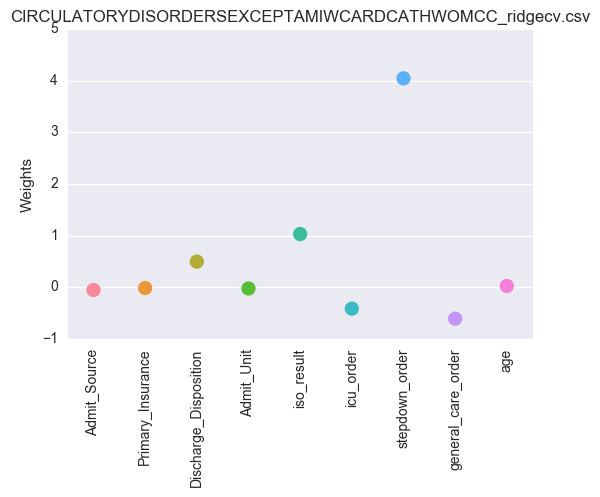 CIRCULATORYDISORDERSEXCEPTAMIWCARDCATHWOMCC_ridgecv.csv
5
4
3
2
1
0
−1
Weights
Admit_Source
Primary_Insurance
Discharge_Disposition
Admit_Unit
iso_result
icu_order
stepdown_order
general_care_order
age